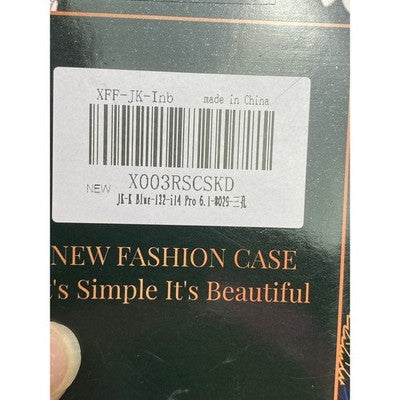 XFF-JK-Inb made in China
X003RSCSKD
NEW
JK-K Blue-132-i14 Pro 6.1-0029-三孔
NEW FASHION CASE
t's Simple It's Beautiful